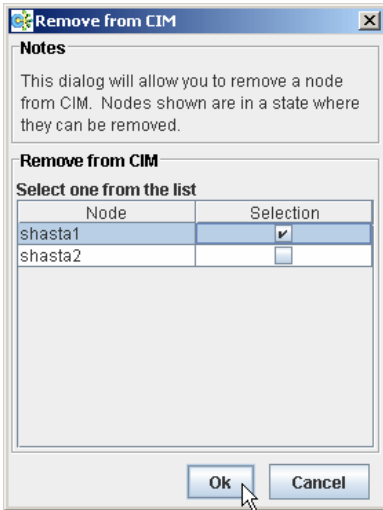 Remove from CIM
Notes
This dialog will allow you to remove a node
from CIM. Nodes shown are in a state where
they can be removed.
Remove from CIM
Select one from the list
Node Selection
shasta1
shasta2
Ok Cancel